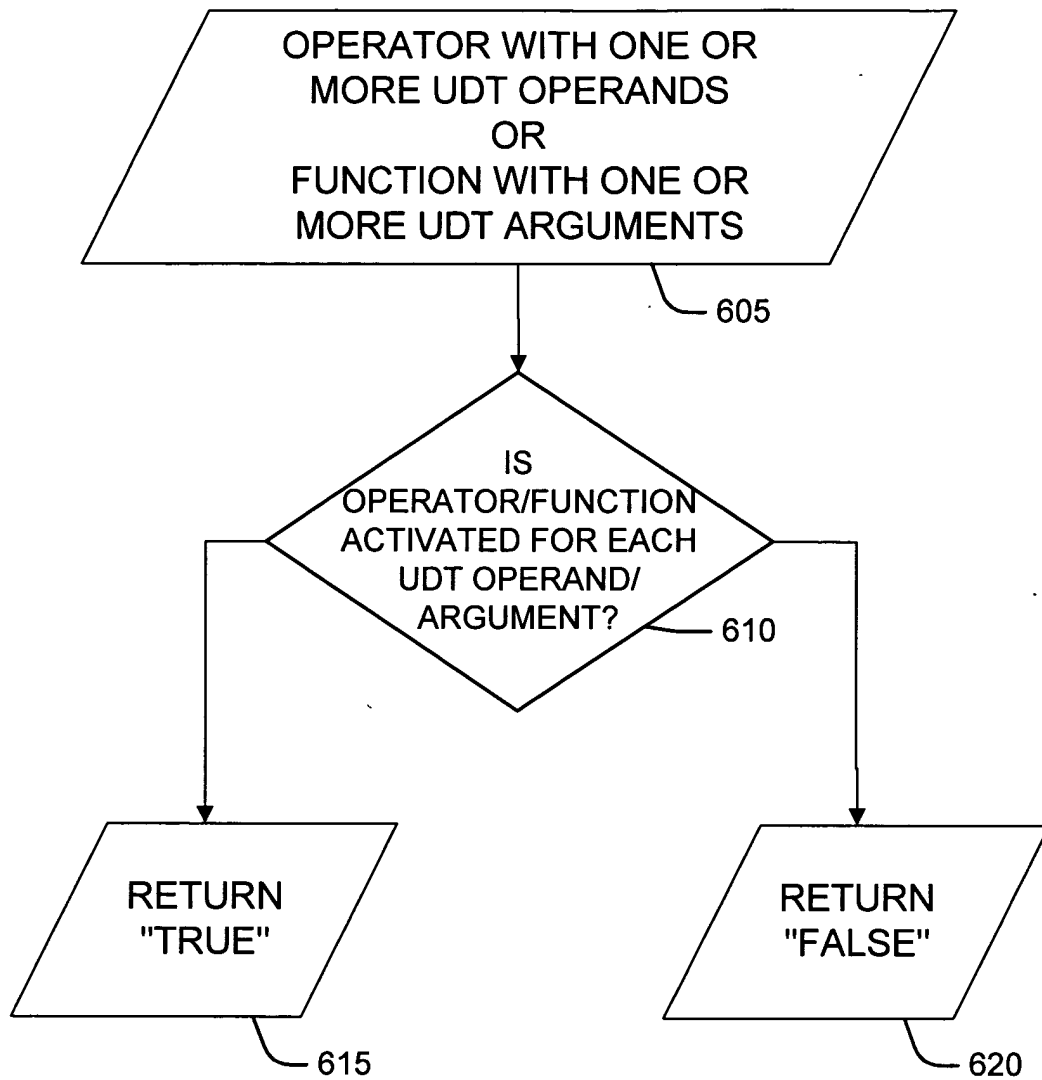 OPERATOR WITH ONE OR
MORE UDT OPERANDS
OR
FUNCTION WITH ONE OR
MORE UDT ARGUMENTS
605
IS
OPERATOR/FUNCTION
ACTIVATED FOR EACH
UDT OPERAND/
ARGUMENT?
610
RETURN
"TRUE"
615
RETURN
"FALSE"
620